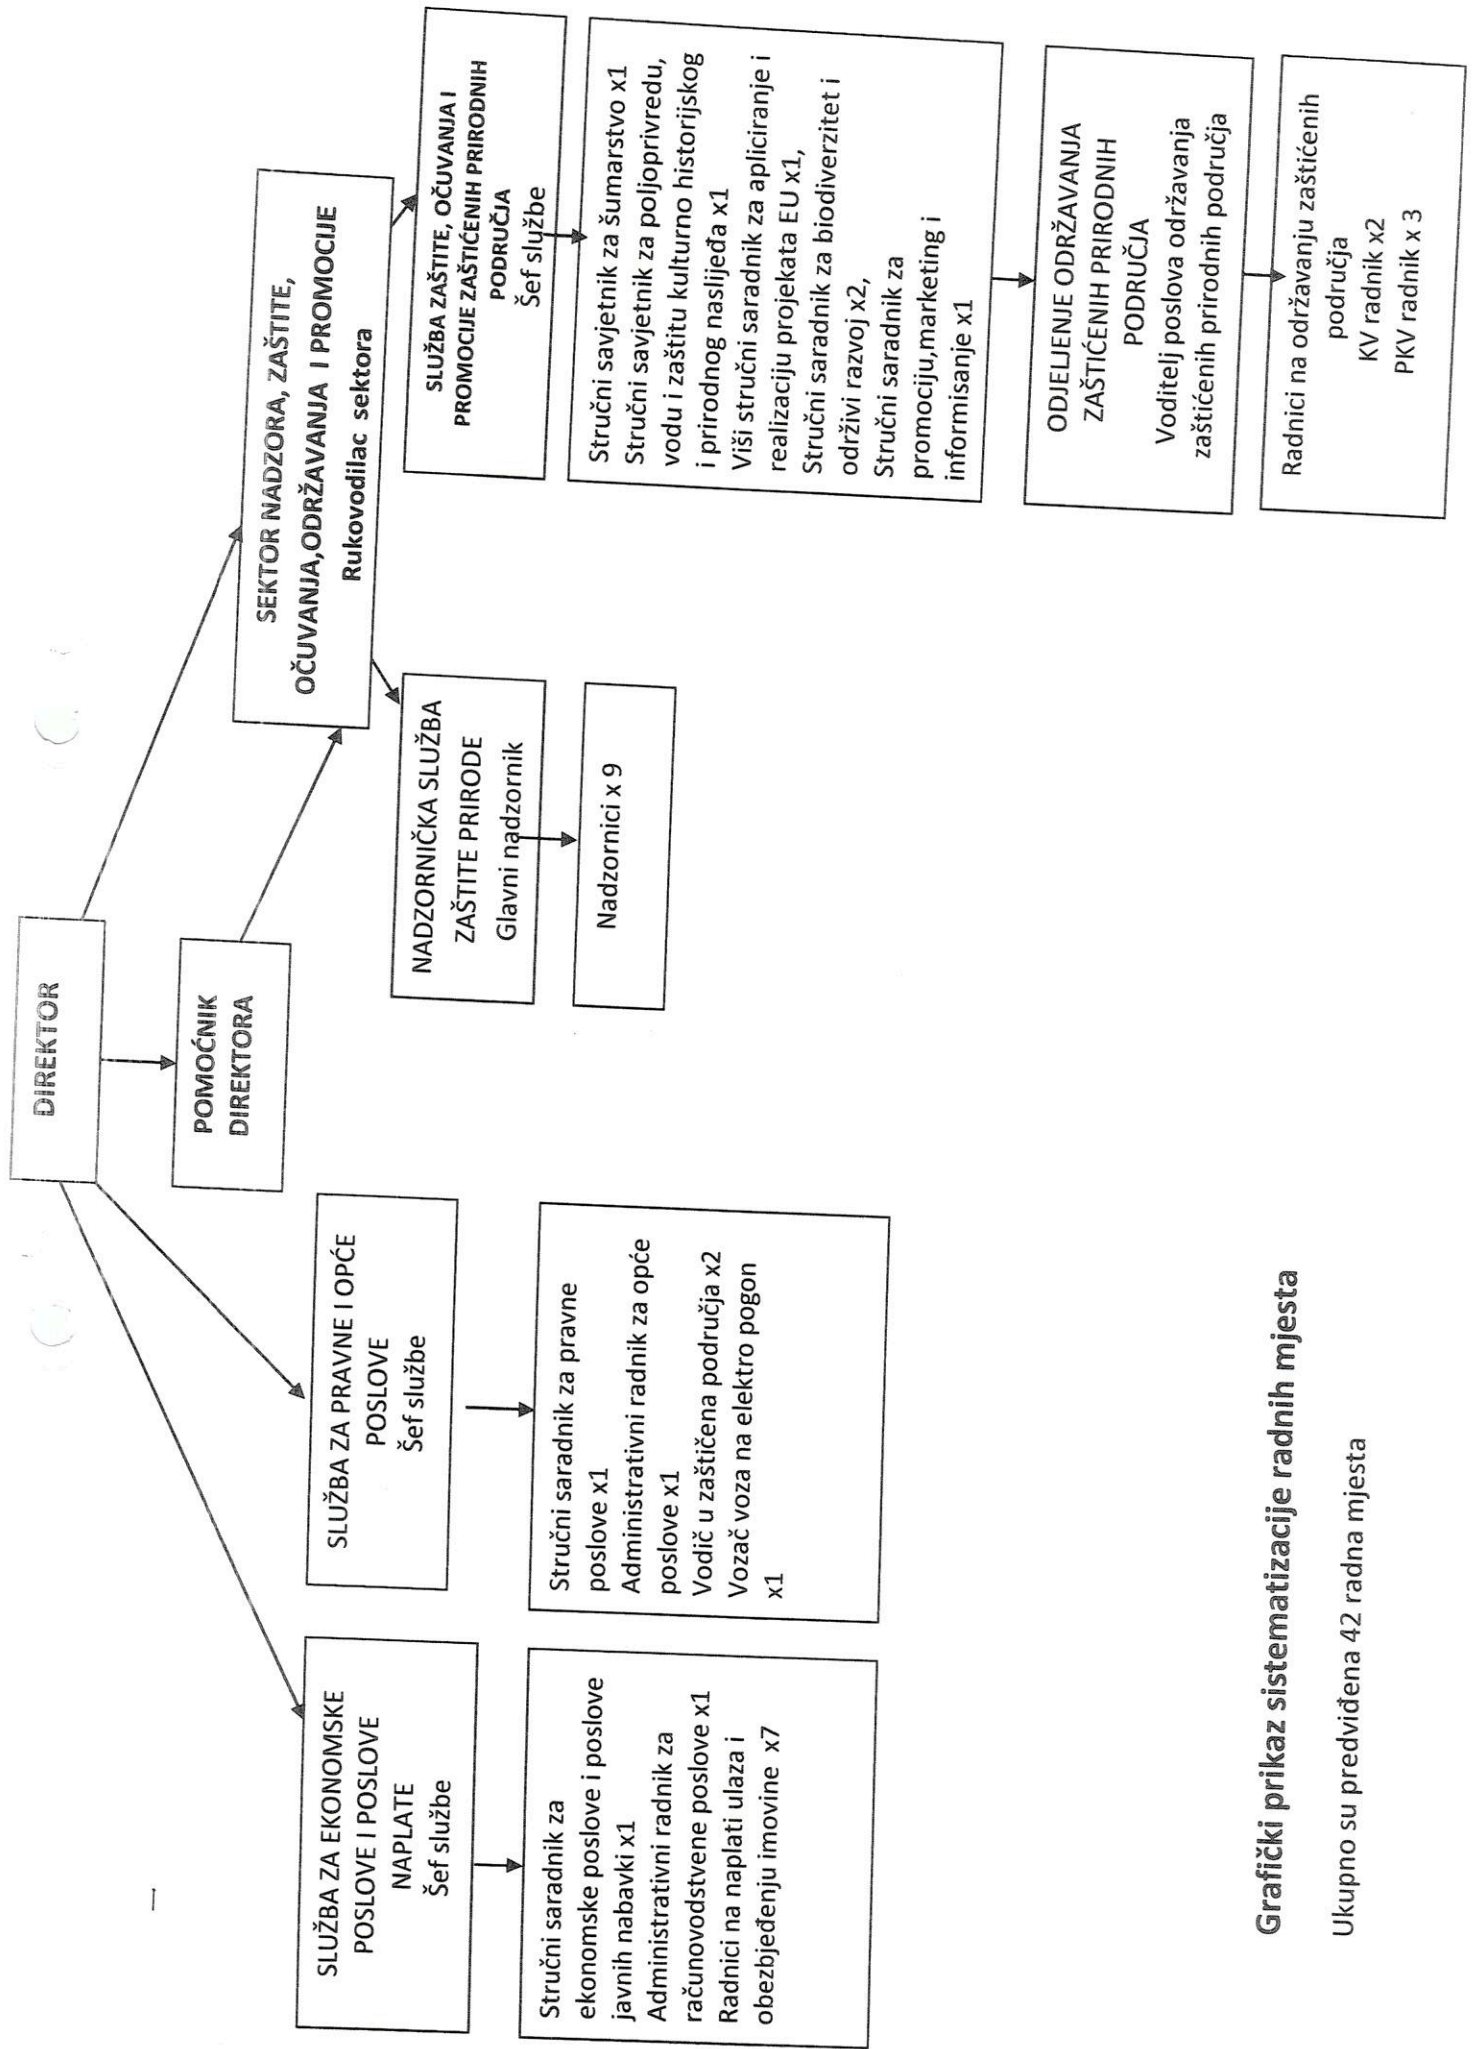 DIREKTOR
POMOĆNIK
DIREKTORA
SEKTOR NADZORA, ZAŠTITE,
OČUVANJA,ODRŽAVANJA I PROMOCIJE
Rukovodilac sektora
SLUŽBA ZA EKONOMSKE
POSLOVE I POSLOVE
NAPLATE
Šef službe
Stručni saradnik za
ekonomske poslove i poslove
javnih nabavki x1
Administrativni radnik za
računovodstvene poslove x1
Radnici na naplati ulaza i
obezbjeđenju imovine x7
SLUŽBA ZA PRAVNE I OPĆE
POSLOVE
Šef službe
Stručni saradnik za pravne
poslove x1
Administrativni radnik za opće
poslove x1
Vodič u zaštičena područja x2
Vozač voza na elektro pogon
x1
NADZORNIČKA SLUŽBA
ZAŠTITE PRIRODE
Glavni nadzornik
Nadzornici x 9
SLUŽBA ZAŠTITE, OČUVANJA I
PROMOCIJE ZAŠTIĆENIH PRIRODNIH
PODRUČJA
Šef službe
Stručni savjetnik za šumarstvo x1
Stručni savjetnik za poljoprivredu,
vodu i zaštitu kulturno historijskog
i prirodnog naslijeđa x1
Viši stručni saradnik za apliciranje i
realizaciju projekata EU x1,
Stručni saradnik za biodiverzitet i
održivi razvoj x2,
Stručni saradnik za
promociju,marketing i
informisanje x1
ODJELJENJE ODRŽAVANJA
ZAŠTIĆENIH PRIRODNIH
PODRUČJA
Voditelj poslova održavanja
zaštićenih prirodnih područja
Radnici na održavanju zaštićenih
područja
KV radnik x2
PKV radnik x 3
Grafički prikaz sistematizacije radnih mjesta
Ukupno su predviđena 42 radna mjesta